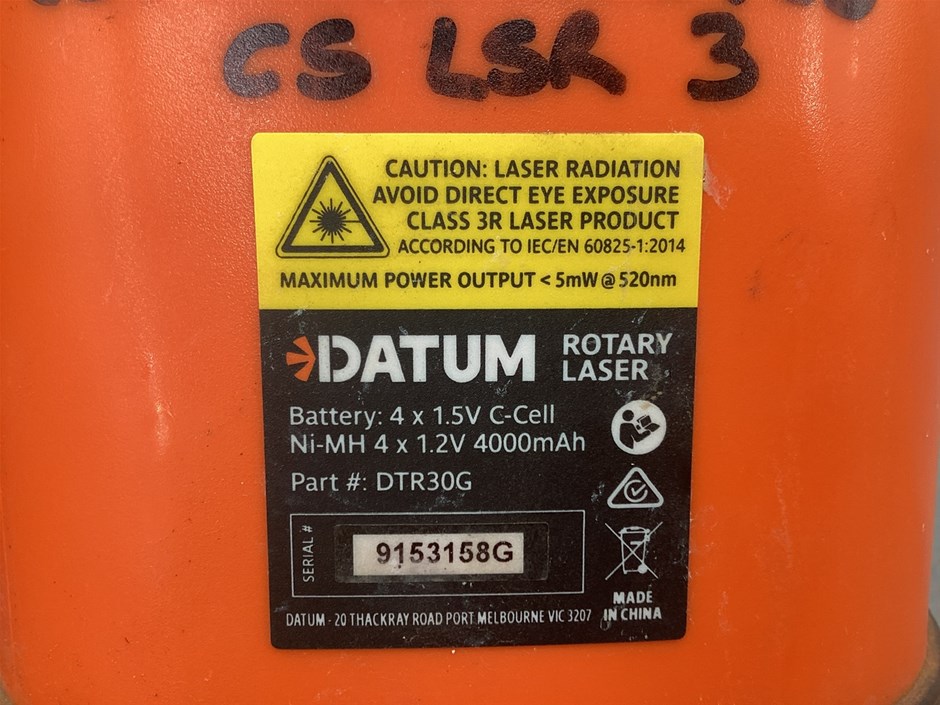 CS LSR 3
CAUTION: LASER RADIATION
AVOID DIRECT EYE EXPOSURE
CLASS 3R LASER PRODUCT
ACCORDING TO IEC/EN 60825-1:2014
MAXIMUM POWER OUTPUT < 5mW @ 520nm
DATUM ROTARY LASER
Battery: 4 x 1.5V C-Cell
Ni-MH 4 x 1.2V 4000mAh
Part #: DTR30G
SERIAL # 9153158G
MADE IN CHINA
DATUM - 20 THACKRAY ROAD PORT MELBOURNE VIC 3207